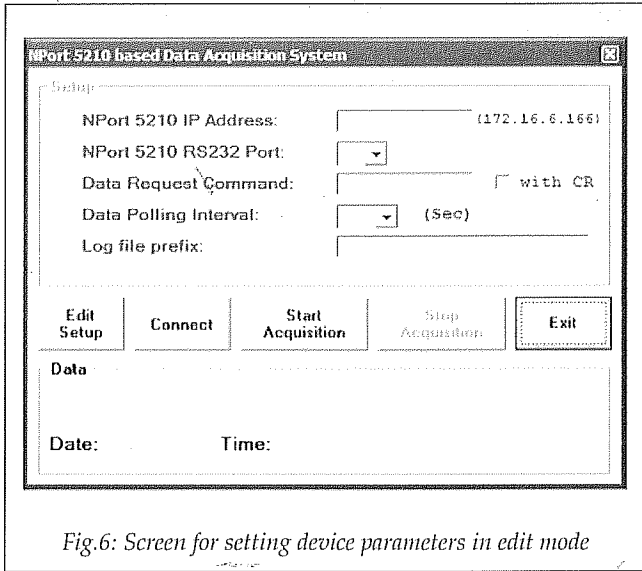 NPort 5210 based Data Acquisition System
Setup
NPort 5210 IP Address: (172.16.6.166)
NPort 5210 RS232 Port:
Data Request Command: with CR
Data Polling Interval: (Sec)
Log file prefix:
Edit Setup Connect Start Acquisition Stop Acquisition Exit
Data
Date: Time:
Fig.6: Screen for setting device parameters in edit mode